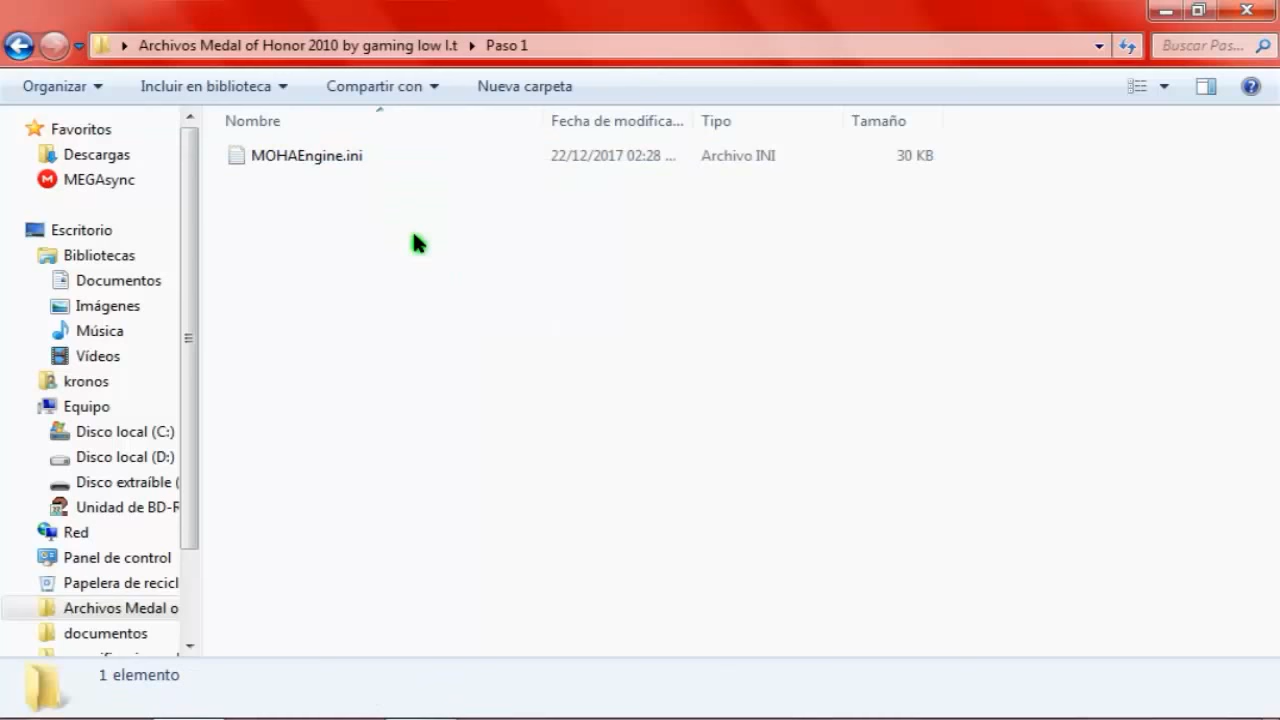 Archivos Medal of Honor 2010 by gaming low l.t ▸ Paso 1
Buscar Pas...
Organizar
Incluir en biblioteca
Compartir con
Nueva carpeta
Nombre
Fecha de modifica...
Tipo
Tamaño
MOHAEngine.ini
22/12/2017 02:28 ...
Archivo INI
30 KB
Favoritos
Descargas
MEGAsync
Escritorio
Bibliotecas
Documentos
Imágenes
Música
Vídeos
kronos
Equipo
Disco local (C:)
Disco local (D:)
Disco extraíble (
Unidad de BD-R
Red
Panel de control
Papelera de recicl
Archivos Medal o
documentos
1 elemento